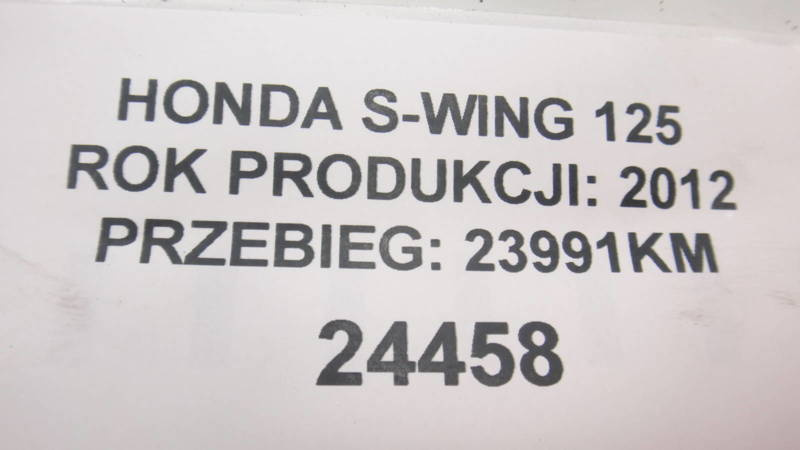 HONDA S-WING 125
ROK PRODUKCJI: 2012
PRZEBIEG: 23991KM
24458